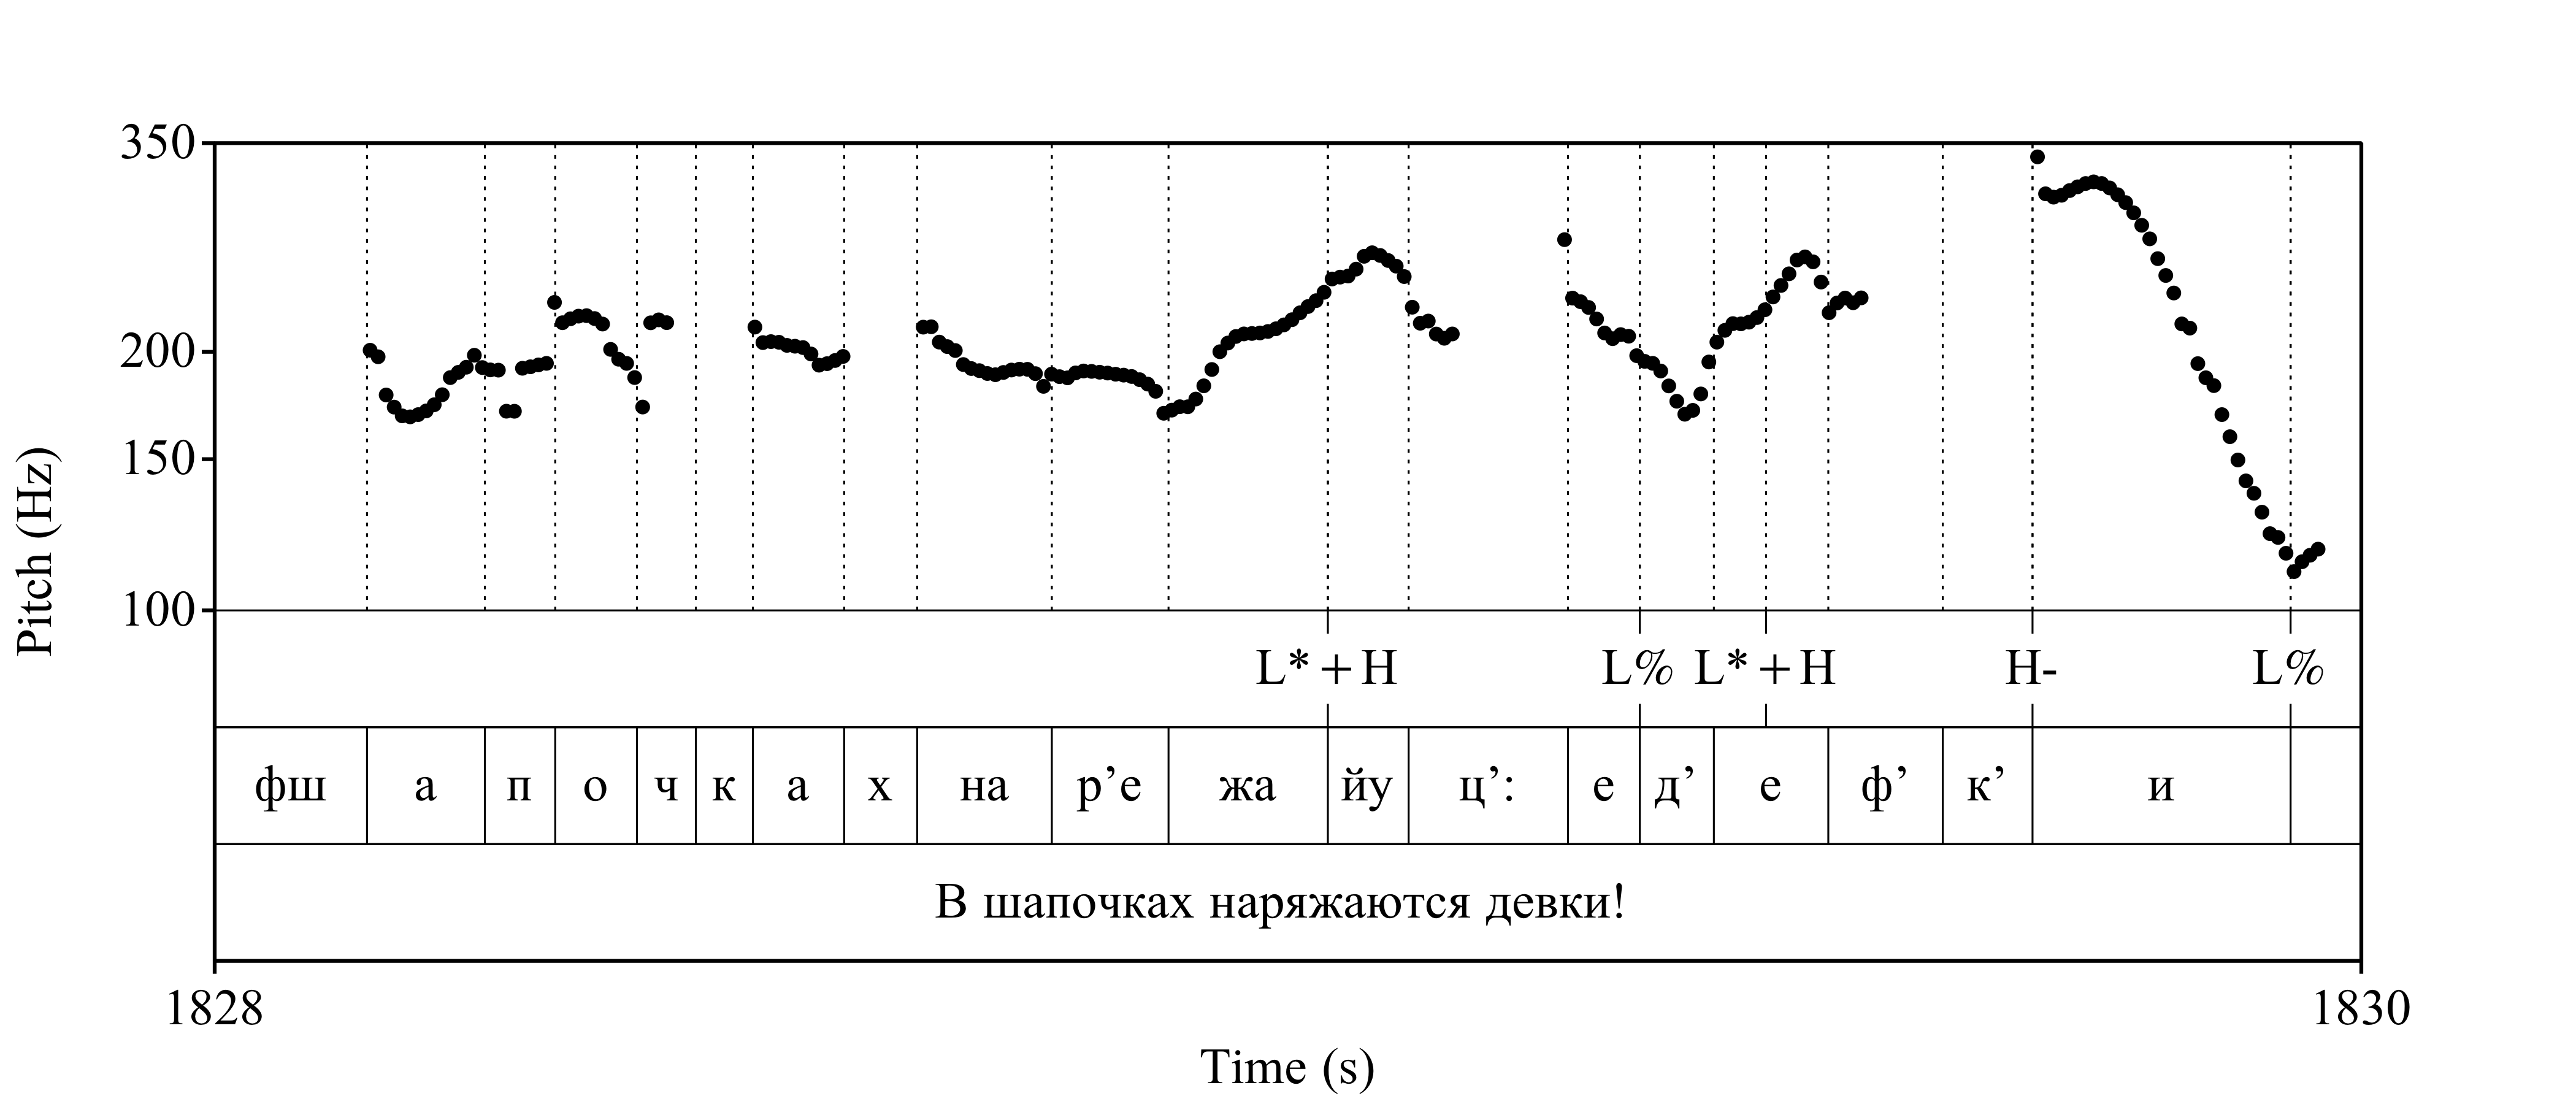 350
200
150
100
Pitch (Hz)
L*+H L% L*+H H- L%
фш а п о ч к а х на р’е жа йу ц’: е д’ е ф’ к’ и
В шапочках наряжаются девки!
1828 1830
Time (s)